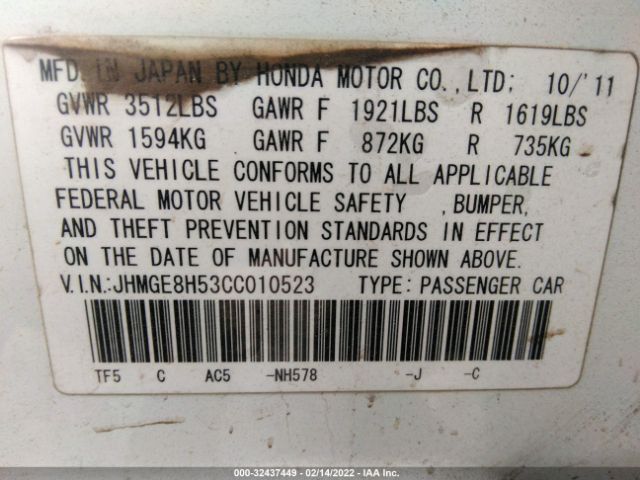 MFD. IN JAPAN BY HONDA MOTOR CO.,LTD; 10/'11
GVWR 3512LBS GAWR F 1921LBS R 1619LBS
GVWR 1594KG GAWR F 872KG R 735KG
THIS VEHICLE CONFORMS TO ALL APPLICABLE
FEDERAL MOTOR VEHICLE SAFETY ,BUMPER,
AND THEFT PREVENTION STANDARDS IN EFFECT
ON THE DATE OF MANUFACTURE SHOWN ABOVE.
V.I.N.:JHMGE8H53CC010523 TYPE: PASSENGER CAR
TF5 C AC5 -NH578 -J -C
000-32437449 - 02/14/2022 - IAA Inc.